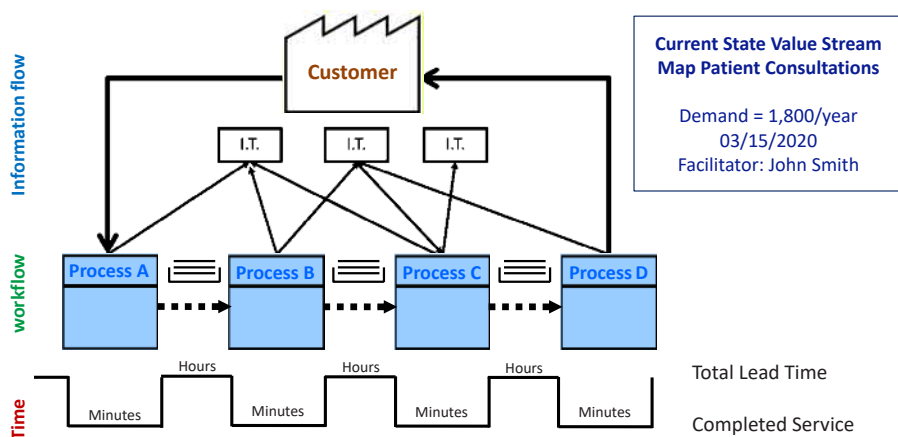 Information flow
Customer
Current State Value Stream
Map Patient Consultations
Demand = 1,800/year
03/15/2020
Facilitator: John Smith
I.T.
I.T.
I.T.
workflow
Process A
Process B
Process C
Process D
Time
Hours
Hours
Hours
Total Lead Time
Minutes
Minutes
Minutes
Minutes
Completed Service